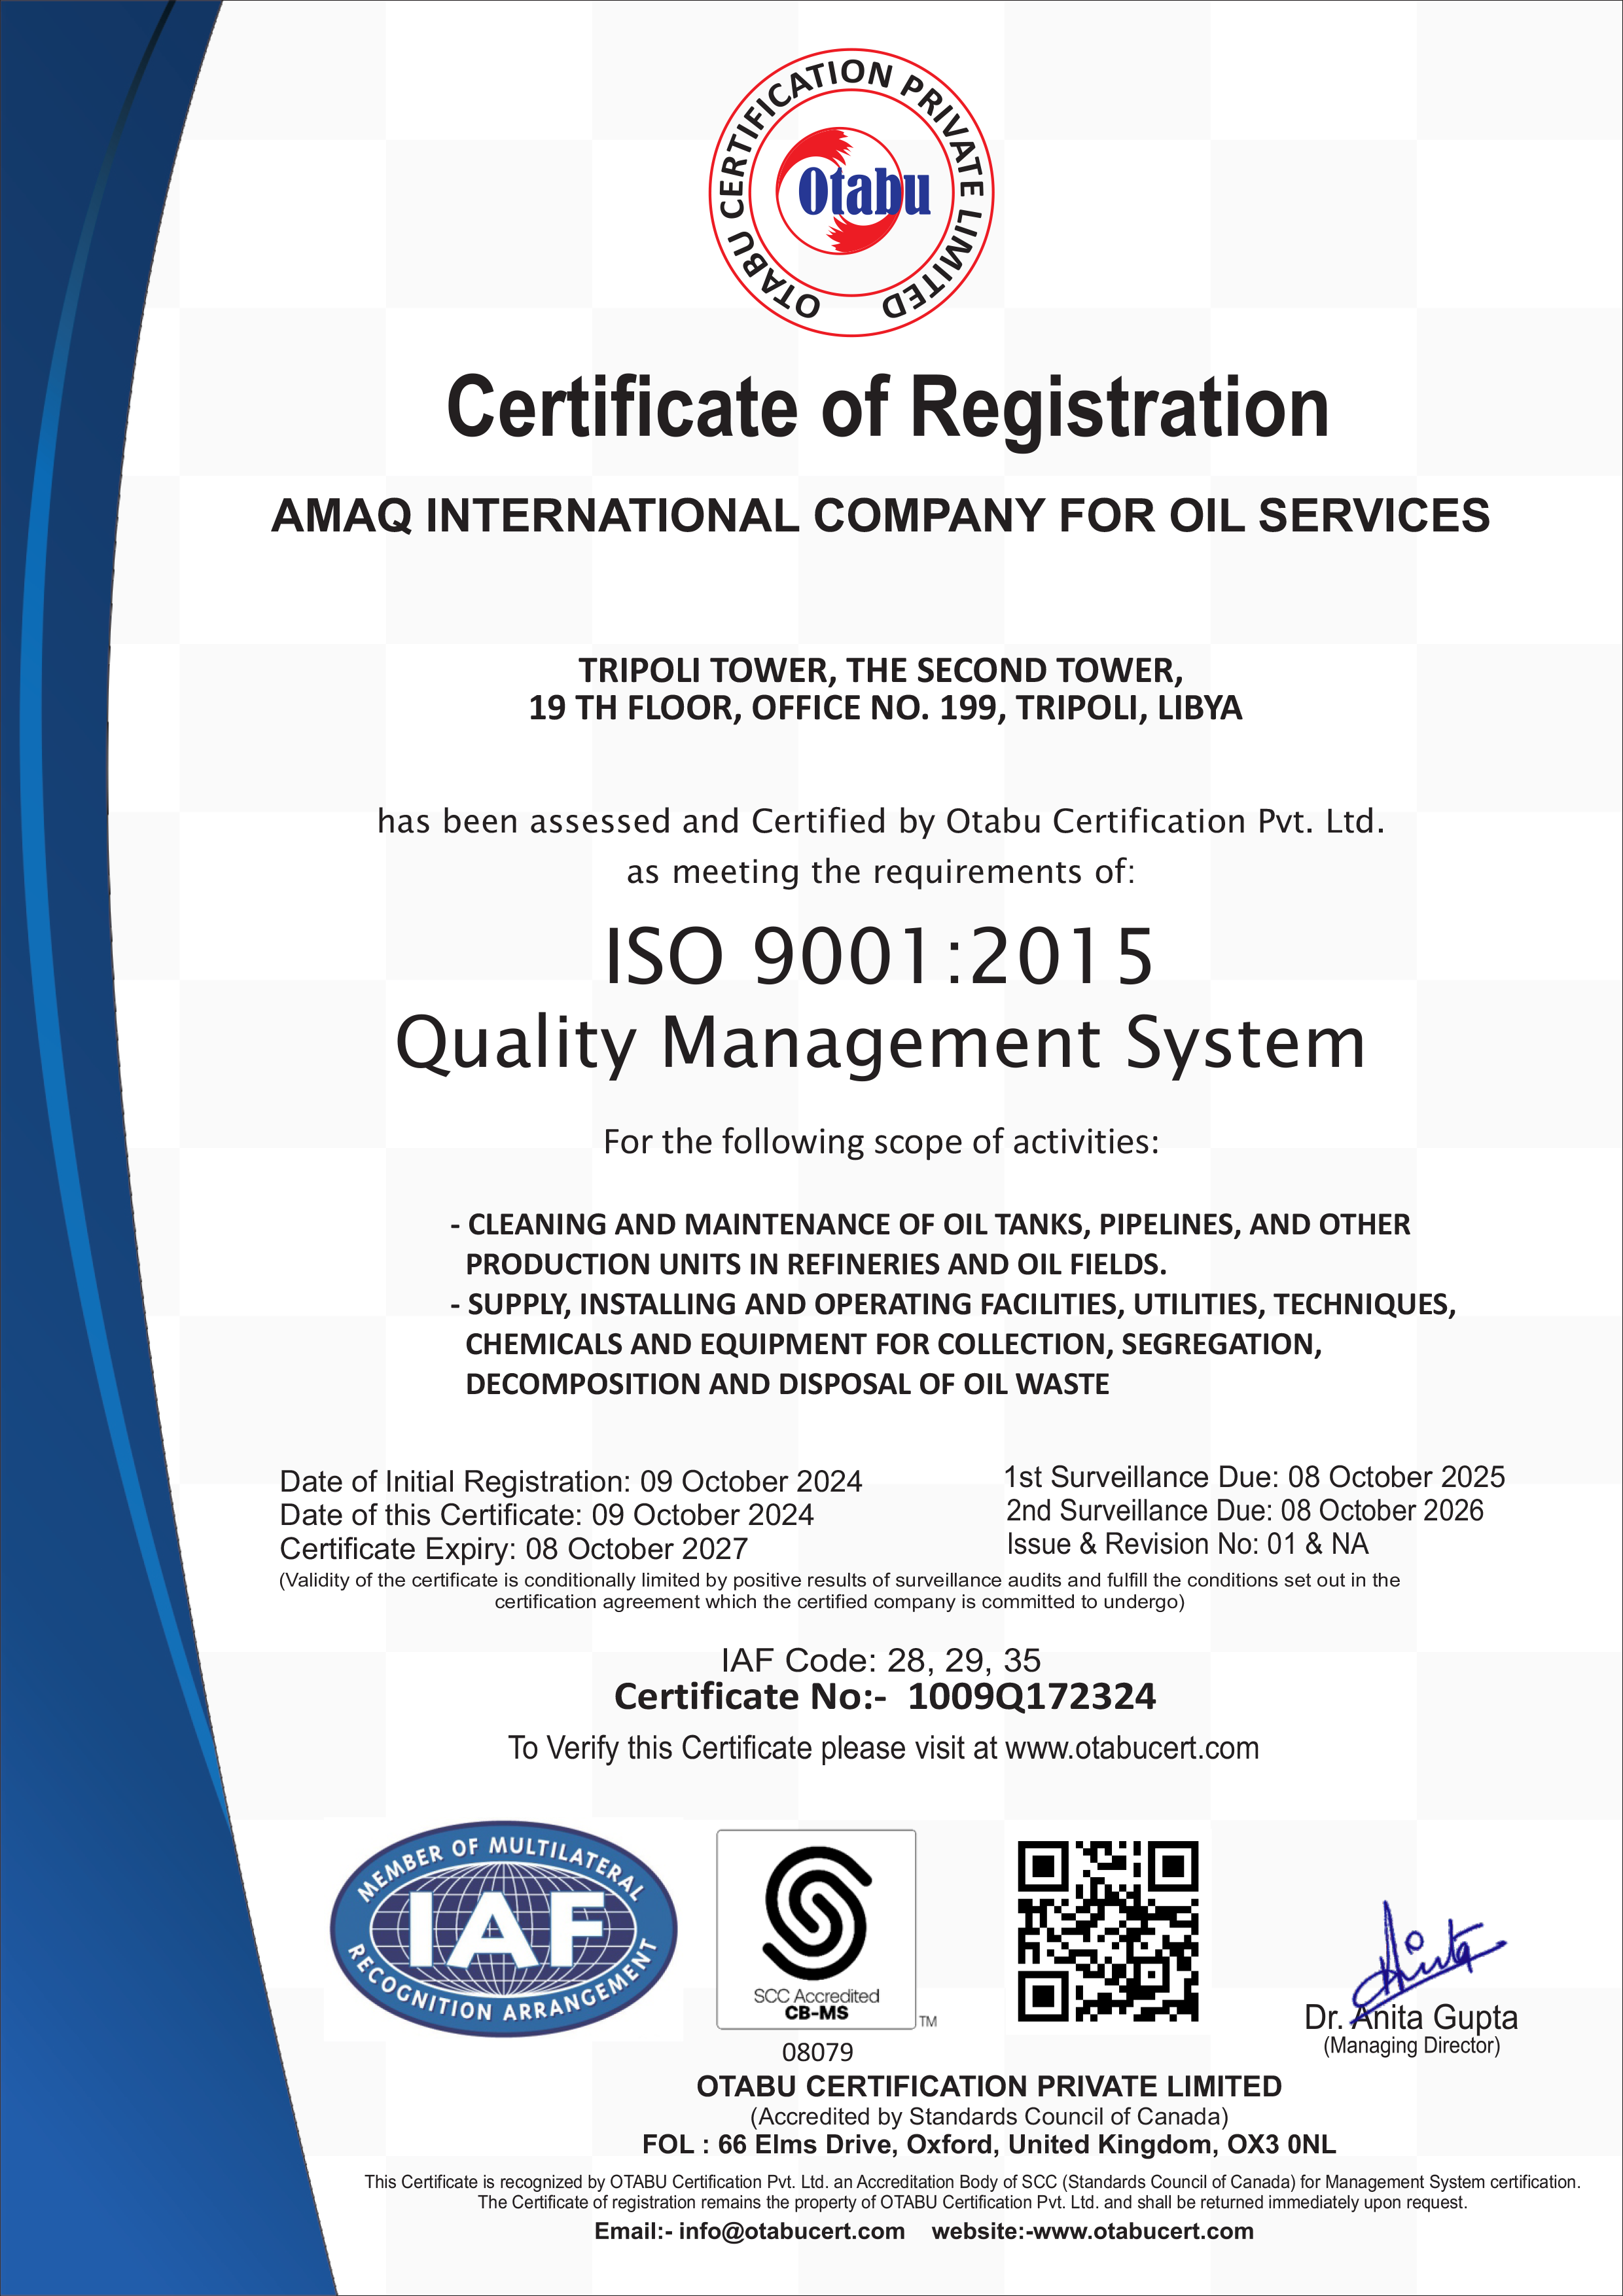 OTABU CERTIFICATION PRIVATE LIMITED
Otabu
Certificate of Registration
AMAQ INTERNATIONAL COMPANY FOR OIL SERVICES
TRIPOLI TOWER, THE SECOND TOWER,
19 TH FLOOR, OFFICE NO. 199, TRIPOLI, LIBYA
has been assessed and Certified by Otabu Certification Pvt. Ltd.
as meeting the requirements of:
ISO 9001:2015
Quality Management System
For the following scope of activities:
- CLEANING AND MAINTENANCE OF OIL TANKS, PIPELINES, AND OTHER
PRODUCTION UNITS IN REFINERIES AND OIL FIELDS.
- SUPPLY, INSTALLING AND OPERATING FACILITIES, UTILITIES, TECHNIQUES,
CHEMICALS AND EQUIPMENT FOR COLLECTION, SEGREGATION,
DECOMPOSITION AND DISPOSAL OF OIL WASTE
Date of Initial Registration: 09 October 2024
Date of this Certificate: 09 October 2024
Certificate Expiry: 08 October 2027
1st Surveillance Due: 08 October 2025
2nd Surveillance Due: 08 October 2026
Issue & Revision No: 01 & NA
(Validity of the certificate is conditionally limited by positive results of surveillance audits and fulfill the conditions set out in the
certification agreement which the certified company is committed to undergo)
IAF Code: 28, 29, 35
Certificate No:- 1009Q172324
To Verify this Certificate please visit at www.otabucert.com
MEMBER OF MULTILATERAL
IAF
RECOGNITION ARRANGEMENT
SCC Accredited
CB-MS
TM
08079
Dr. Anita Gupta
(Managing Director)
OTABU CERTIFICATION PRIVATE LIMITED
(Accredited by Standards Council of Canada)
FOL : 66 Elms Drive, Oxford, United Kingdom, OX3 0NL
This Certificate is recognized by OTABU Certification Pvt. Ltd. an Accreditation Body of SCC (Standards Council of Canada) for Management System certification.
The Certificate of registration remains the property of OTABU Certification Pvt. Ltd. and shall be returned immediately upon request.
Email:- info@otabucert.com website:-www.otabucert.com